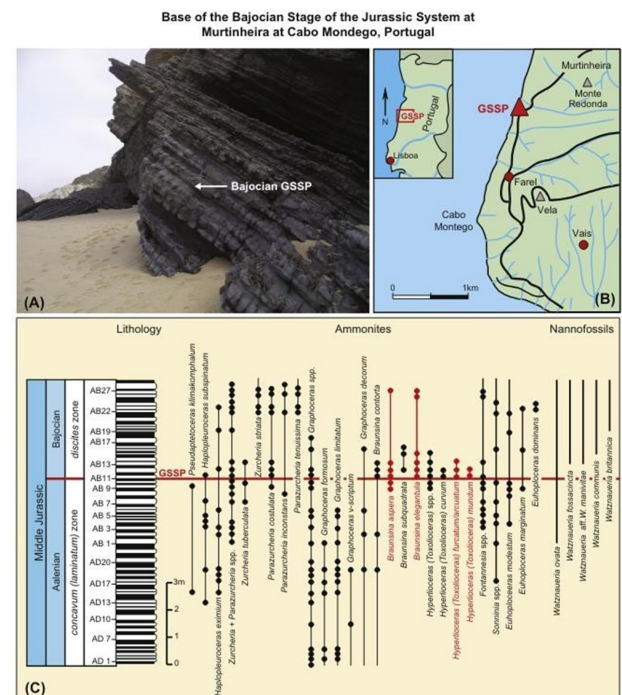 Base of the Bajocian Stage of the Jurassic System at
Murtinheira at Cabo Mondego, Portugal
Bajocian GSSP
(A)
Murtinheira
Monte
Redonda
GSSP
N
GSSP
Portugal
Lisboa
Farel
Vela
Cabo
Montego
Vais
0
1km
(B)
Lithology
Ammonites
Nannofossils
Middle Jurassic
Bajocian
Aalenian
discites zone
concavum (laminatum) zone
AB27
AB22
AB19
AB17
AB13
AB11
AB 9
AB 5
AB 3
AB 1
AD20
AD17
AD13
AD10
AD 7
AD 1
GSSP
3m
2
1
0
Pseudaptetoceras klimakomphalum
Haplopleuroceras subspinatum
Haplopleuroceras eximium
Zurcheria + Parazurcheria spp.
Zurcheria tuberculata
Zurcheria striata
Parazurcheria costulata
Parazurcheria inconstans
Parazurcheria tenuissima
Graphoceras spp.
Graphoceras formosum
Graphoceras limitatum
Graphoceras v-scriptum
Graphoceras decorum
Braunsina contorta
Braunsina aspera
Braunsina subquadrata
Braunsina elegantula
Hyperlioceras (Toxolioceras) spp.
Hyperlioceras (Toxolioceras) curvum
Hyperlioceras (Toxolioceras) furcatum/arcuatum
Hyperlioceras (Toxolioceras) mundum
Fontannesia spp.
Sonninia spp.
Euhoploceras modestum
Euhoploceras marginatum
Euhoploceras dominans
Watznaueria ovata
Watznaueria fossacincta
Watznaueria aff.W. manivitae
Watznaueria communis
Watznaueria britannica
(C)